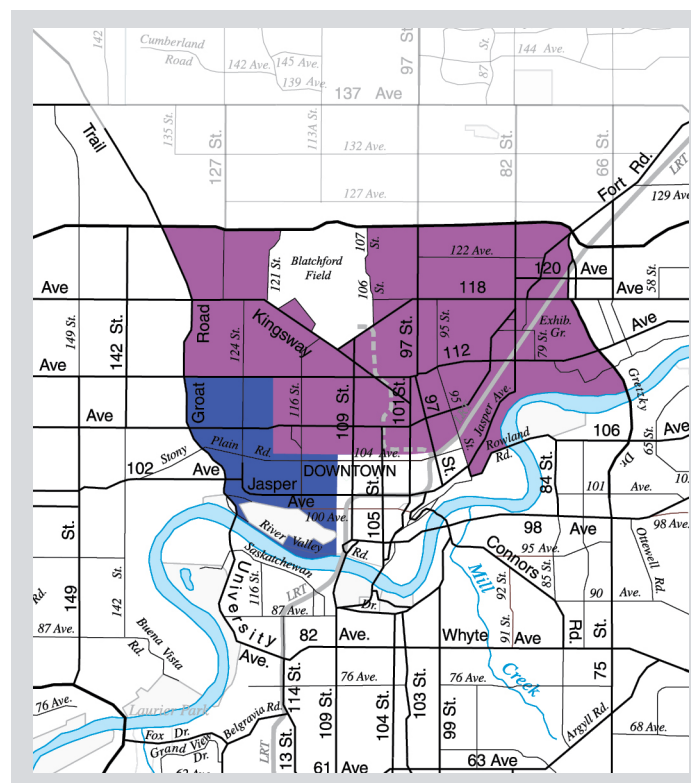 142
St.
Cumberland
Road
142 Ave.
145 Ave.
139 Ave.
97 St.
87 St.
144 Ave.
137 Ave
Trail
135 St.
127 St.
113A St.
132 Ave.
82 St.
66 St.
LRT
Fort Rd.
127 Ave.
129 Ave
107 St.
121 St.
Blatchford
Field
122 Ave.
120 Ave
Ave
106 St.
118
Ave
58 St.
149 St.
142 St.
Road
124 St.
Kingsway
97 St.
95 St.
112
Exhib.
Gr.
79 St.
Ave
Ave
Gretzky
Dr.
Ave
Groat
116 St.
109 St.
101 St.
97
St.
95
St.
Jasper Ave.
Rowland
Rd.
106
Ave
65 St.
Stony
Plain Rd.
104 Ave.
102 Ave
DOWNTOWN
Jasper
Ave
100 Ave.
105 St.
84 St.
101 Ave.
10
98 Ave
98 Ave.
River Valley
Rd.
Saskatchewan
Dr.
149 St.
142 St.
Rd.
University
Ave.
116 St.
LRT
87 Ave.
Connors
Rd
95 Ave.
85 St.
92 St.
91 St.
90 Ave.
Ottewell Rd.
Mill
Creek
87 Ave.
Buena Vista
Rd.
82 Ave.
Whyte Ave
75 St.
76 Ave.
76 Ave.
76 Ave.
Laurier Park
Fox Dr.
Grand View
Dr.
Belgravia Rd.
114 St.
109 St.
104 St.
103 St.
99 St.
Argyll Rd.
68 Ave.
LRT
113 St.
61 Ave
63 Ave